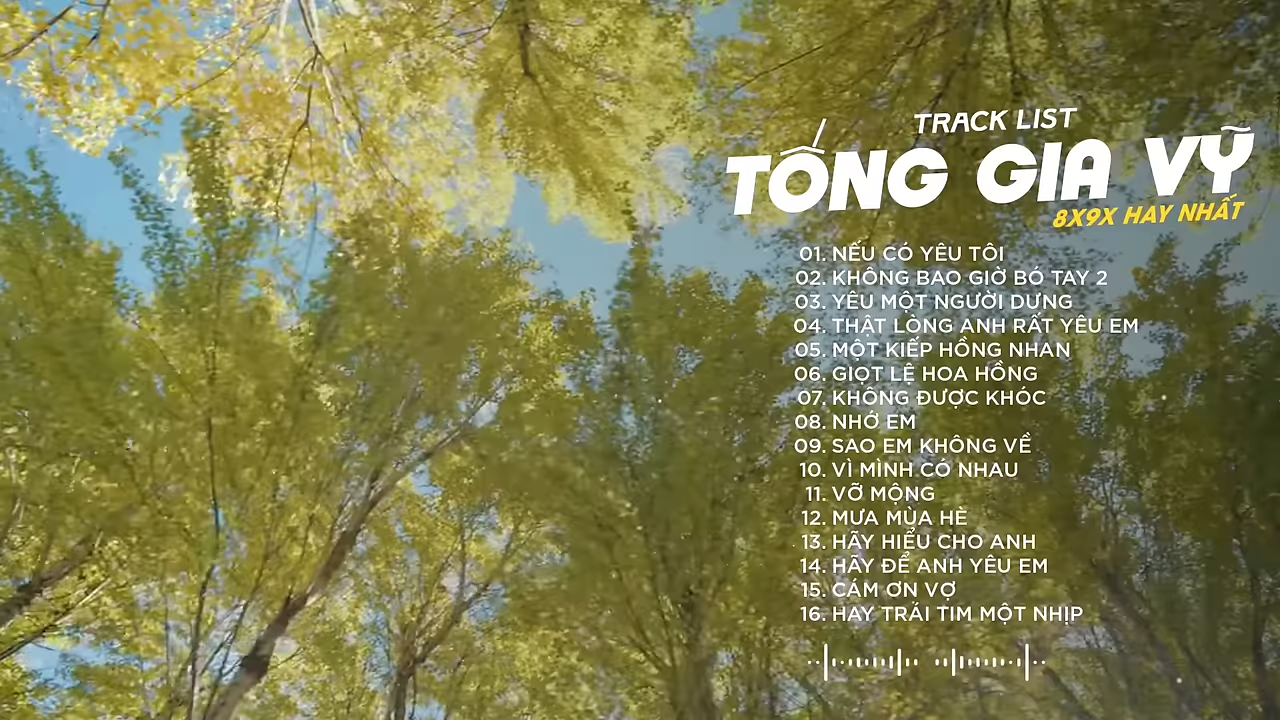 TRACK LIST
TỐNG GIA VỸ
8X9X HAY NHẤT
01. NẾU CÓ YÊU TÔI
02. KHÔNG BAO GIỜ BÓ TAY 2
03. YÊU MỘT NGƯỜI DƯNG
04. THẬT LÒNG ANH RẤT YÊU EM
05. MỘT KIẾP HỒNG NHAN
06. GIỌT LỆ HOA HỒNG
07. KHÔNG ĐƯỢC KHÓC
08. NHỚ EM
09. SAO EM KHÔNG VỀ
10. VÌ MÌNH CÓ NHAU
11. VỠ MỘNG
12. MƯA MÙA HÈ
13. HÃY HIỂU CHO ANH
14. HÃY ĐỂ ANH YÊU EM
15. CÁM ƠN VỢ
16. HAY TRÁI TIM MỘT NHỊP